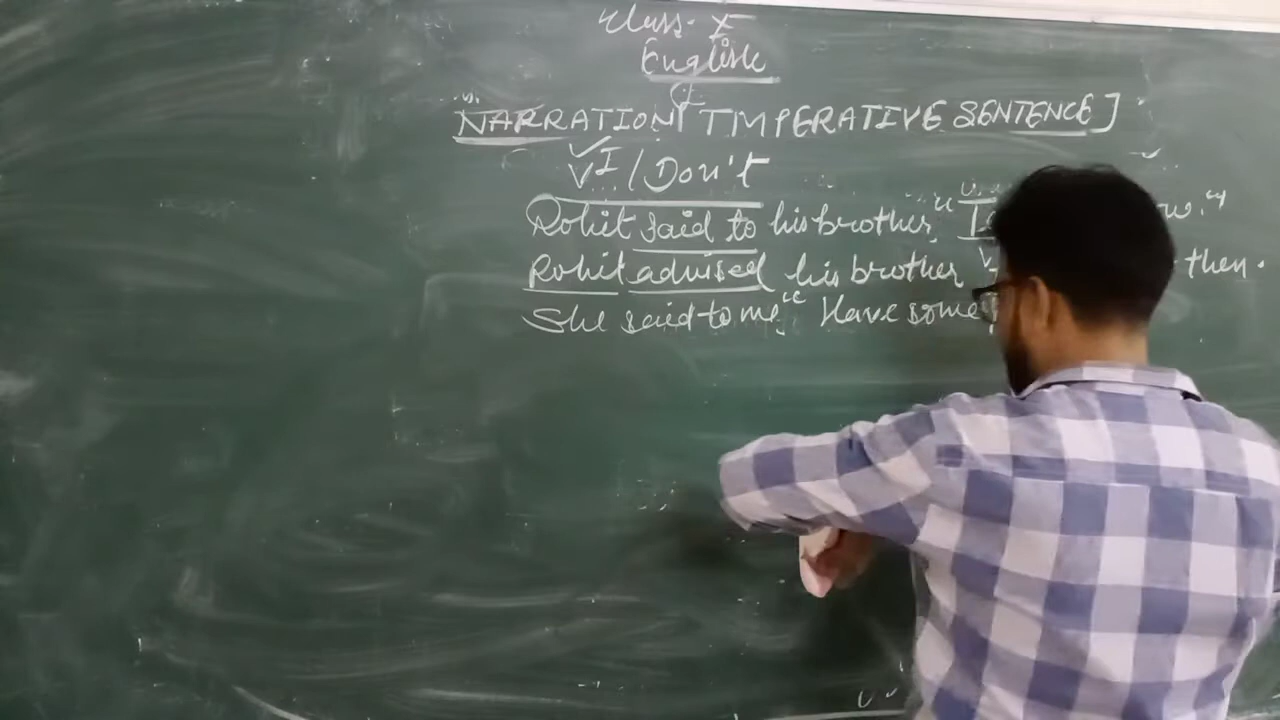 Class- X
English
NARRATION [IMPERATIVE SENTENCE]
V I / Don't
Rohit said to his brother, "
Rohit advised his brother then.
She said to me, " Have some